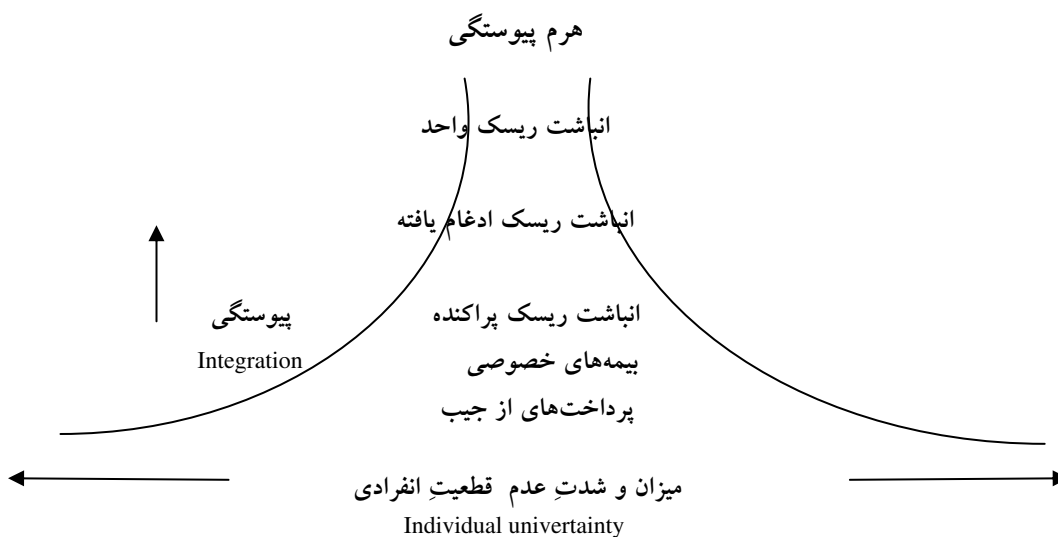 هرم پیوستگی
انباشت ریسک واحد
انباشت ریسک ادغام یافته
انباشت ریسک پراکنده
پیوستگی
بیمه‌های خصوصی
Integration
پرداخت‌های از جیب
میزان و شدتِ عدم قطعیتِ انفرادی
Individual univertainty